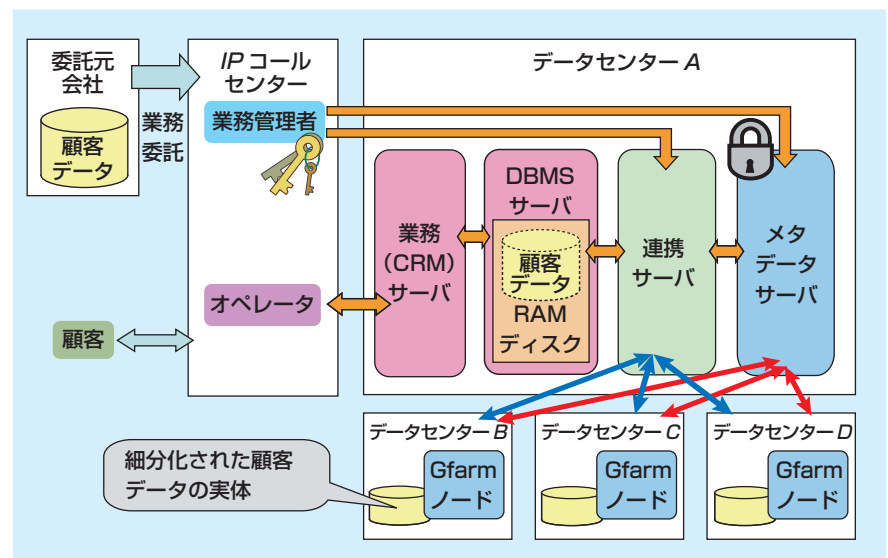 委託元
会社
顧客
データ
業務
委託
IP コール
センター
業務管理者
オペレータ
顧客
データセンター A
業務
(CRM)
サーバ
DBMS
サーバ
顧客
データ
RAM
ディスク
連携
サーバ
メタ
データ
サーバ
データセンター B
Gfarm
ノード
データセンター C
Gfarm
ノード
データセンター D
Gfarm
ノード
細分化された顧客
データの実体